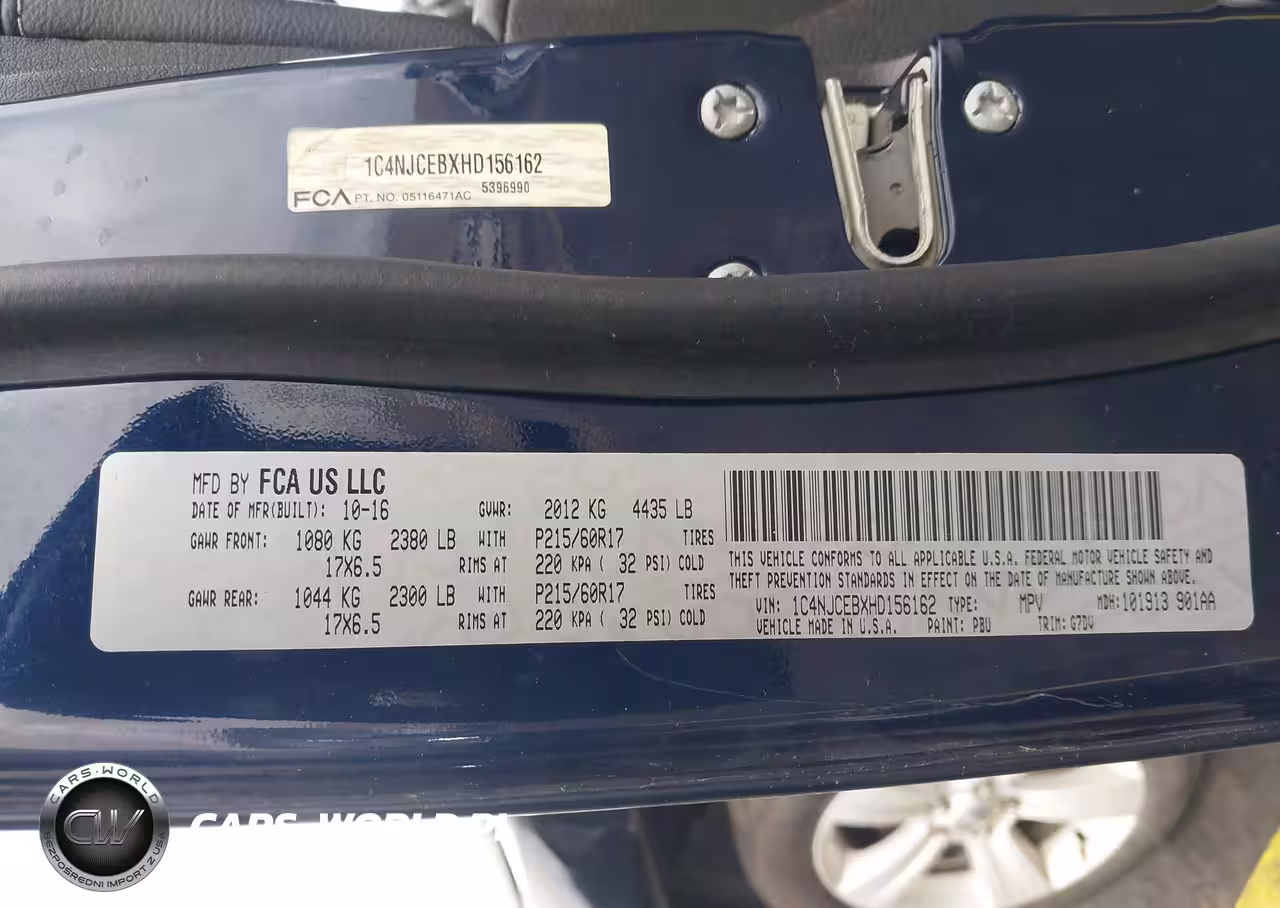 1C4NJCEBXHD156162
FCA PT. NO. 05116471AC 5396990
MFD BY FCA US LLC
DATE OF MFR(BUILT): 10-16 GVWR: 2012 KG 4435 LB
GAWR FRONT: 1080 KG 2380 LB WITH P215/60R17 TIRES
17X6.5 RIMS AT 220 KPA ( 32 PSI) COLD
GAWR REAR: 1044 KG 2300 LB WITH P215/60R17 TIRES
17X6.5 RIMS AT 220 KPA ( 32 PSI) COLD
THIS VEHICLE CONFORMS TO ALL APPLICABLE U.S.A. FEDERAL MOTOR VEHICLE SAFETY AND
THEFT PREVENTION STANDARDS IN EFFECT ON THE DATE OF MANUFACTURE SHOWN ABOVE.
VIN: 1C4NJCEBXHD156162 TYPE: MPV MDH: 101913 901AA
VEHICLE MADE IN U.S.A. PAINT: PBU TRIM: G7DV
CARS-WORLD
CW
BEZPOŚREDNI IMPORT Z USA